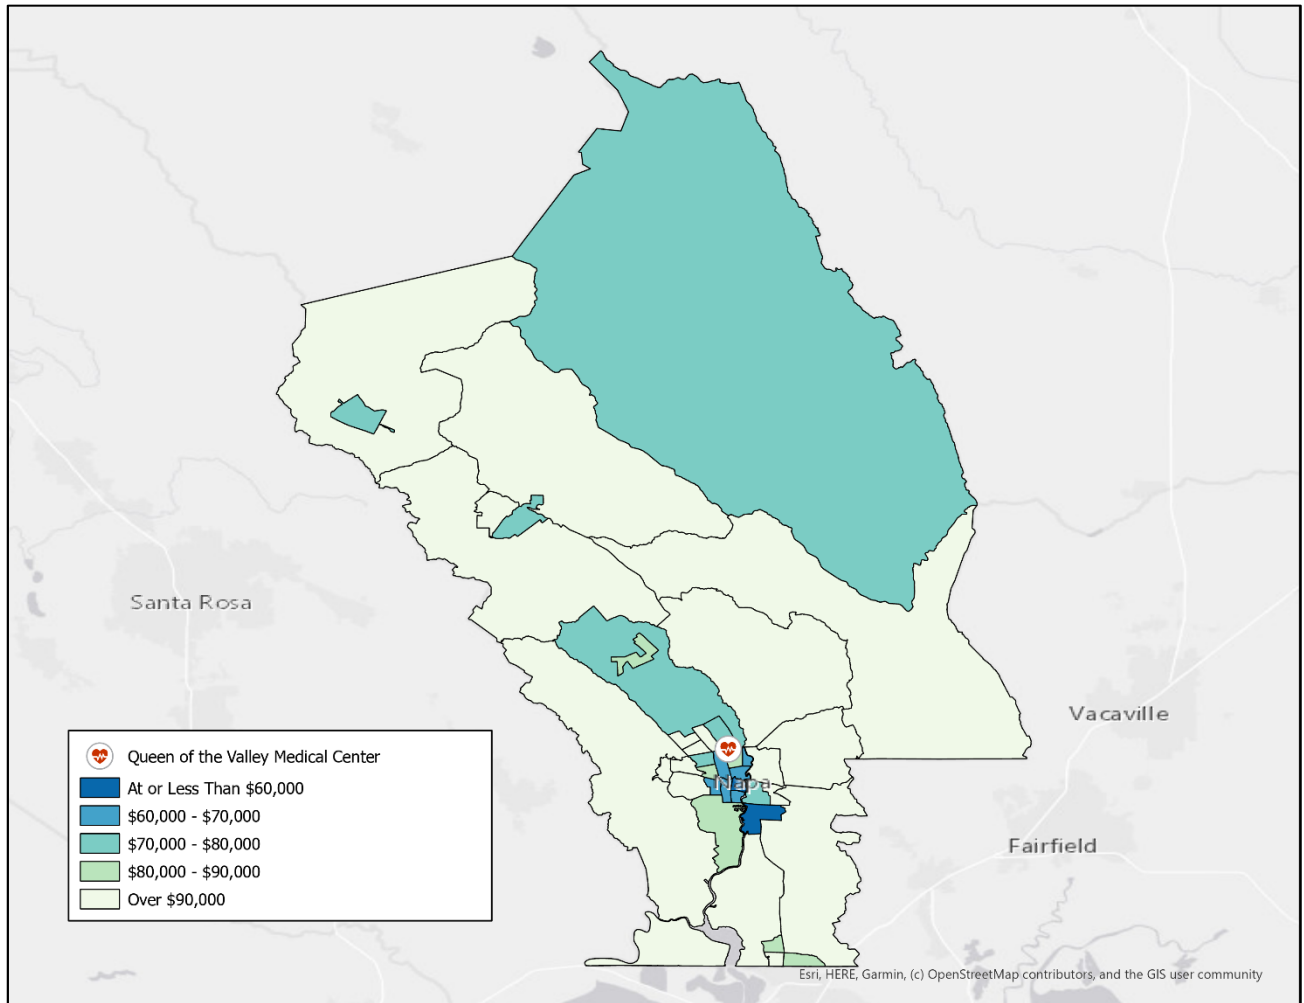 Santa Rosa
Vacaville
Queen of the Valley Medical Center
At or Less Than $60,000
Napa
$60,000 - $70,000
$70,000 - $80,000
Fairfield
$80,000 - $90,000
Over $90,000
Esri, HERE, Garmin, (c) OpenStreetMap contributors, and the GIS user community